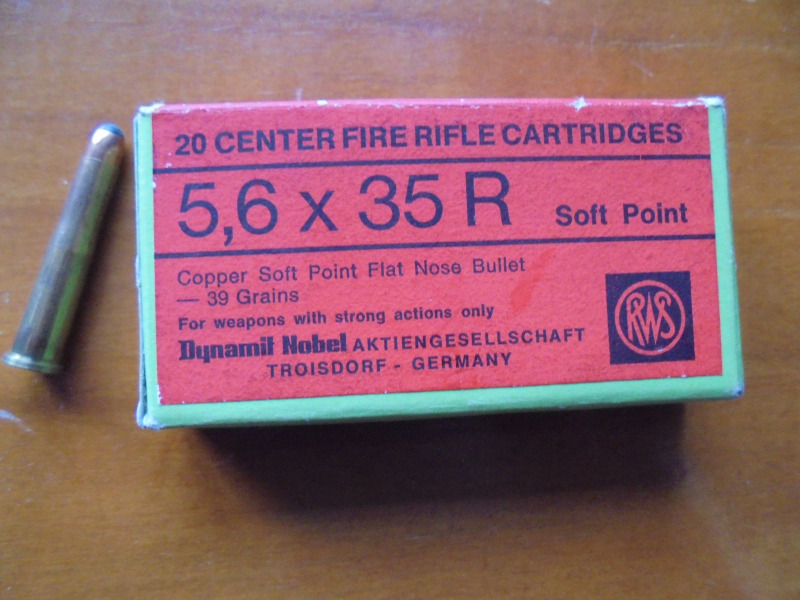 20 CENTER FIRE RIFLE CARTRIDGES
5,6 x 35 R Soft Point
Copper Soft Point Flat Nose Bullet
— 39 Grains
For weapons with strong actions only
Dynamit Nobel AKTIENGESELLSCHAFT
TROISDORF - GERMANY
RWS